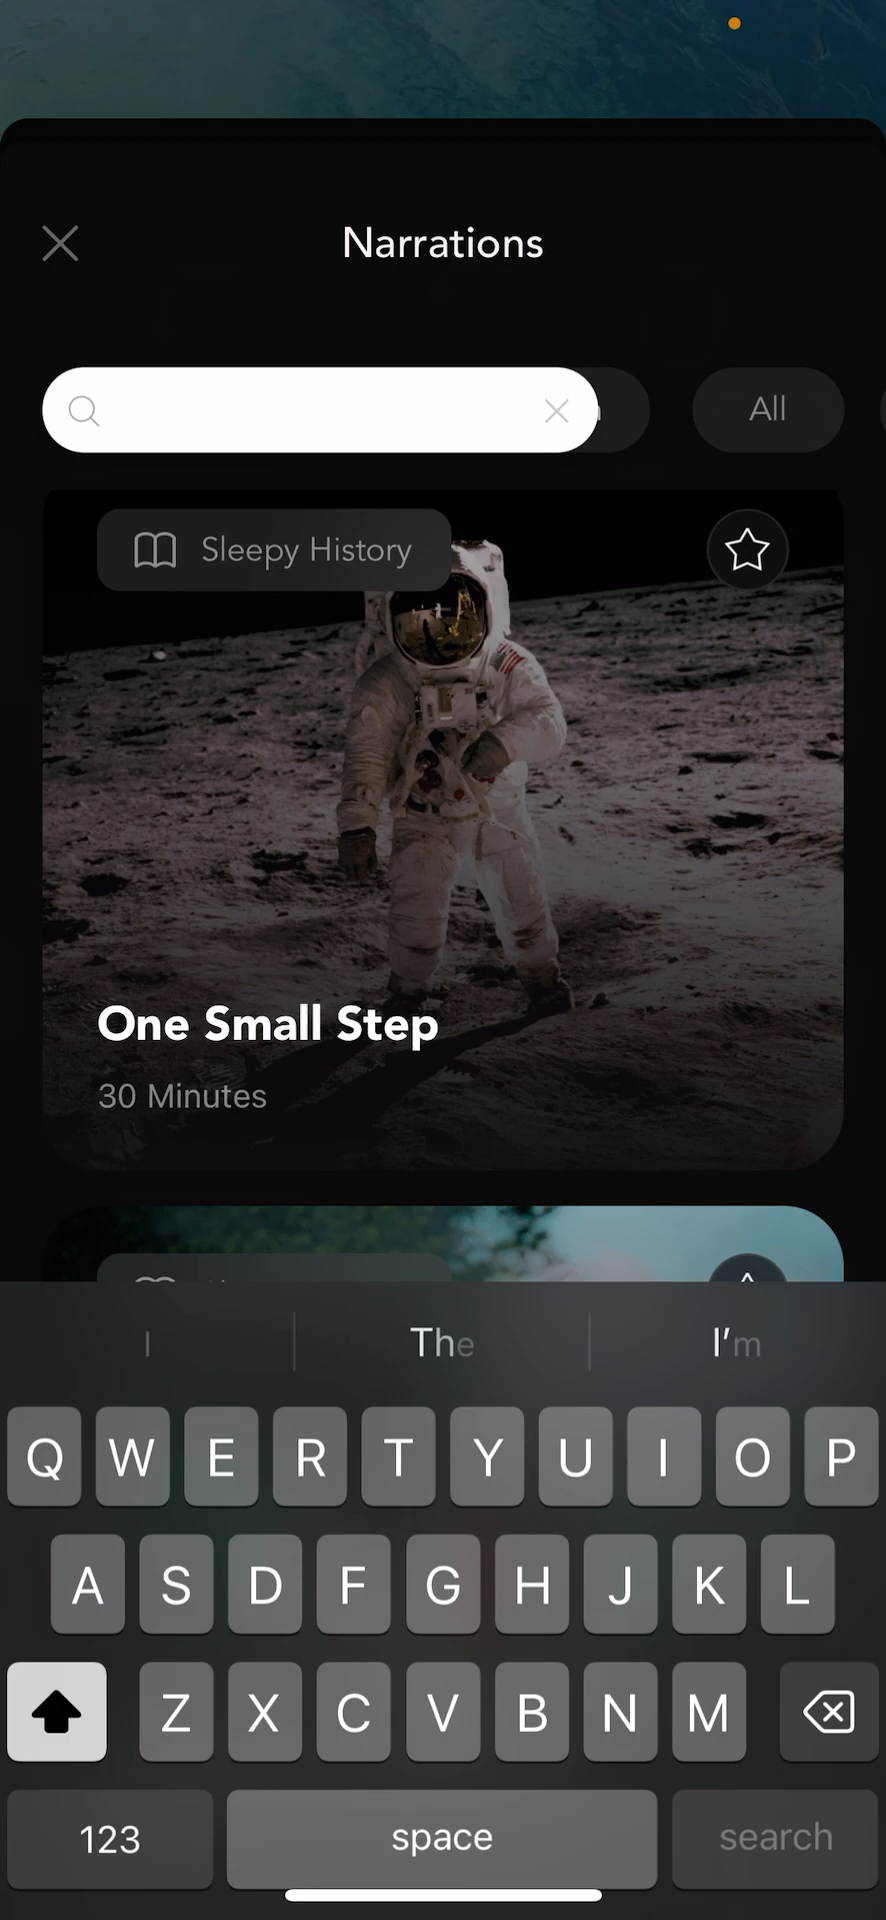 Narrations
All
Sleepy History
One Small Step
30 Minutes
I The I’m
Q W E R T Y U I O P
A S D F G H J K L
Z X C V B N M
123 space search